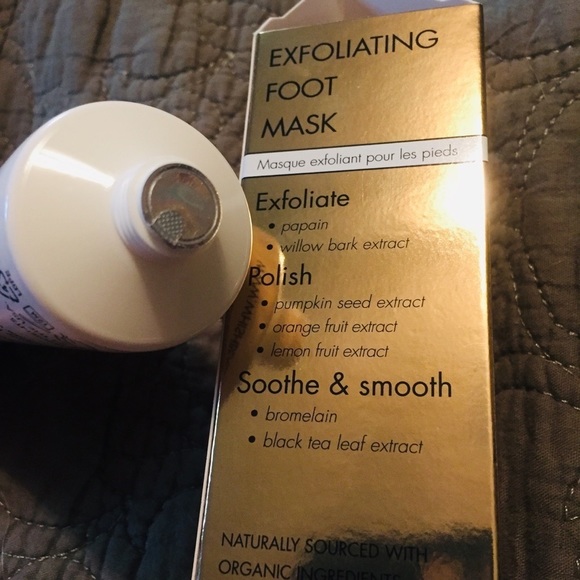 EXFOLIATING
FOOT
MASK
Masque exfoliant pour les pieds
Exfoliate
• papain
• willow bark extract
Polish
• pumpkin seed extract
• orange fruit extract
• lemon fruit extract
Soothe & smooth
• bromelain
• black tea leaf extract
NATURALLY SOURCED WITH
ORGANIC INGREDIENTS